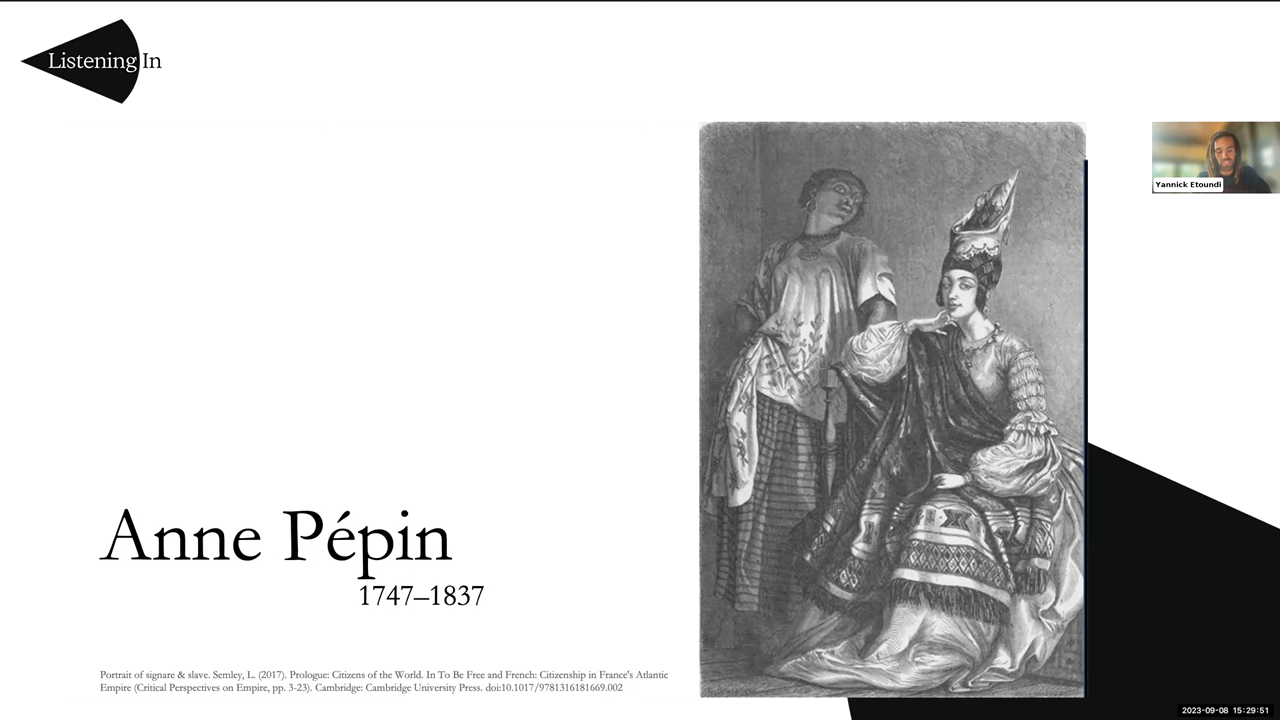 Listening In
Yannick Etoundi
Anne Pépin
1747–1837
Portrait of signare & slave. Semley, L. (2017). Prologue: Citizens of the World. In To Be Free and French: Citizenship in France's Atlantic
Empire (Critical Perspectives on Empire, pp. 3-23). Cambridge: Cambridge University Press. doi:10.1017/9781316181669.002
2023-09-08 15:29:51